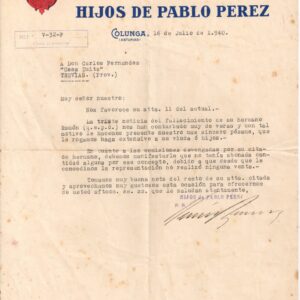 HIJOS DE PABLO PEREZ
COLUNGA, 16 de Julio de 1.940.
(ASTURIAS)
V-32-P
A Don Carlos Fernandez
"Casa Uxito"
TREVIAS. (Prov.)
Muy señor nuestro:
Nos favorece su atta. 11 del actual.
La triste noticia del fallecimiento de su hermano
Ramón (q.e.p.d.) nos han contrariado muy de veras y con tal
motivo le hacemos presente nuestro mas sincero pésame, que
le rogamos haga extensivo a su viuda é hijos.
En cuanto a las comisiones devengadas por su citado
hermano, debemos manifestarle que no tenía abonada can-
tidad alguna por ese concepto, debido a que desde que le
concedimos la representación no realizó ninguna venta.
Tomamos muy buena nota del resto de su atta. citada
y aprovechamos muy gustosos esta ocasión para ofrecernos
de usted affmos. ss. ss. que le saludan atentamente,
HIJOS de PABLO PEREZ